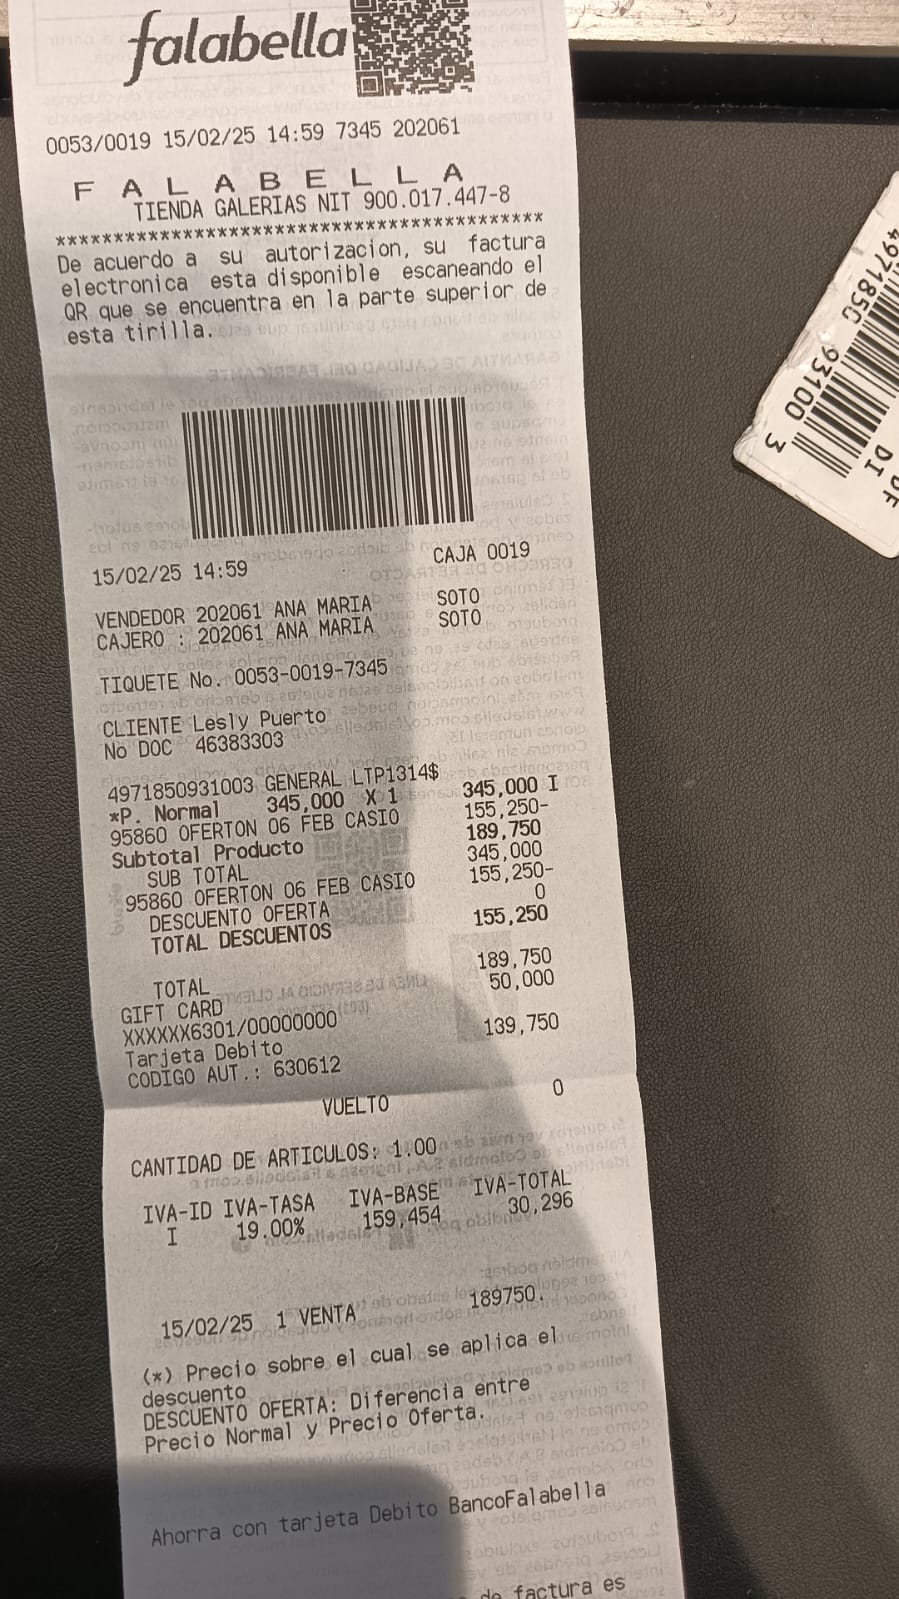 falabella
0053/0019 15/02/25 14:59 7345 202061
F A L A B E L L A
TIENDA GALERIAS NIT 900.017.447-8
******************************************
De acuerdo a su autorizacion, su factura
electronica esta disponible escaneando el
QR que se encuentra en la parte superior de
esta tirilla.
15/02/25 14:59 CAJA 0019
VENDEDOR 202061 ANA MARIA SOTO
CAJERO : 202061 ANA MARIA SOTO
TIQUETE No. 0053-0019-7345
CLIENTE Lesly Puerto
No DOC 46383303
4971850931003 GENERAL LTP1314$
*P. Normal 345,000 X 1 345,000 I
95860 OFERTON 06 FEB CASIO 155,250-
Subtotal Producto 189,750
SUB TOTAL 345,000
95860 OFERTON 06 FEB CASIO 155,250-
DESCUENTO OFERTA 0
TOTAL DESCUENTOS 155,250
TOTAL 189,750
GIFT CARD 50,000
XXXXXX6301/00000000
Tarjeta Debito 139,750
CODIGO AUT.: 630612
VUELTO 0
CANTIDAD DE ARTICULOS: 1.00
IVA-ID IVA-TASA IVA-BASE IVA-TOTAL
I 19.00% 159,454 30,296
15/02/25 1 VENTA 189750.
(*) Precio sobre el cual se aplica el
descuento
DESCUENTO OFERTA: Diferencia entre
Precio Normal y Precio Oferta.
Ahorra con tarjeta Debito BancoFalabella
de factura es
497185C 93100 3
DI